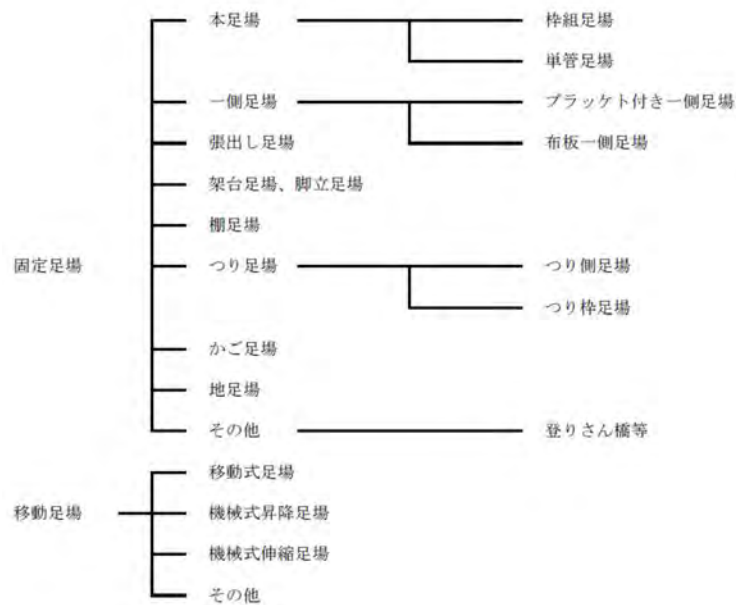 本足場 枠組足場
単管足場
一側足場 ブラッケト付き一側足場
張出し足場 布板一側足場
架台足場、脚立足場
棚足場
固定足場 つり足場 つり側足場
つり枠足場
かご足場
地足場
その他 登りさん橋等
移動式足場
移動足場 機械式昇降足場
機械式伸縮足場
その他